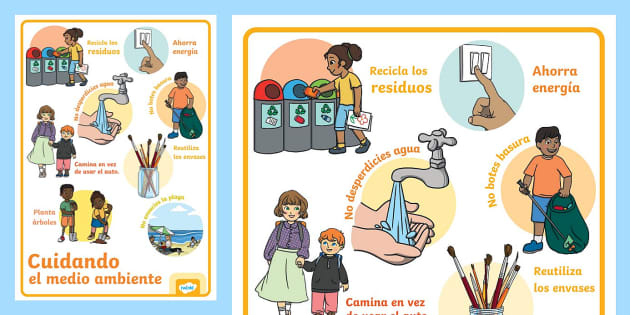 Recicla los
residuos
Ahorra
energía
No desperdicies agua
No botes basura
Reutiliza
los envases
Camina en vez
de usar el auto.
Planta
árboles
No ensucies la playa
Cuidando
el medio ambiente
twinkl
Recicla los
residuos
Ahorra
energía
No desperdicies agua
No botes basura
Reutiliza
los envases
Camina en vez
de usar el auto.